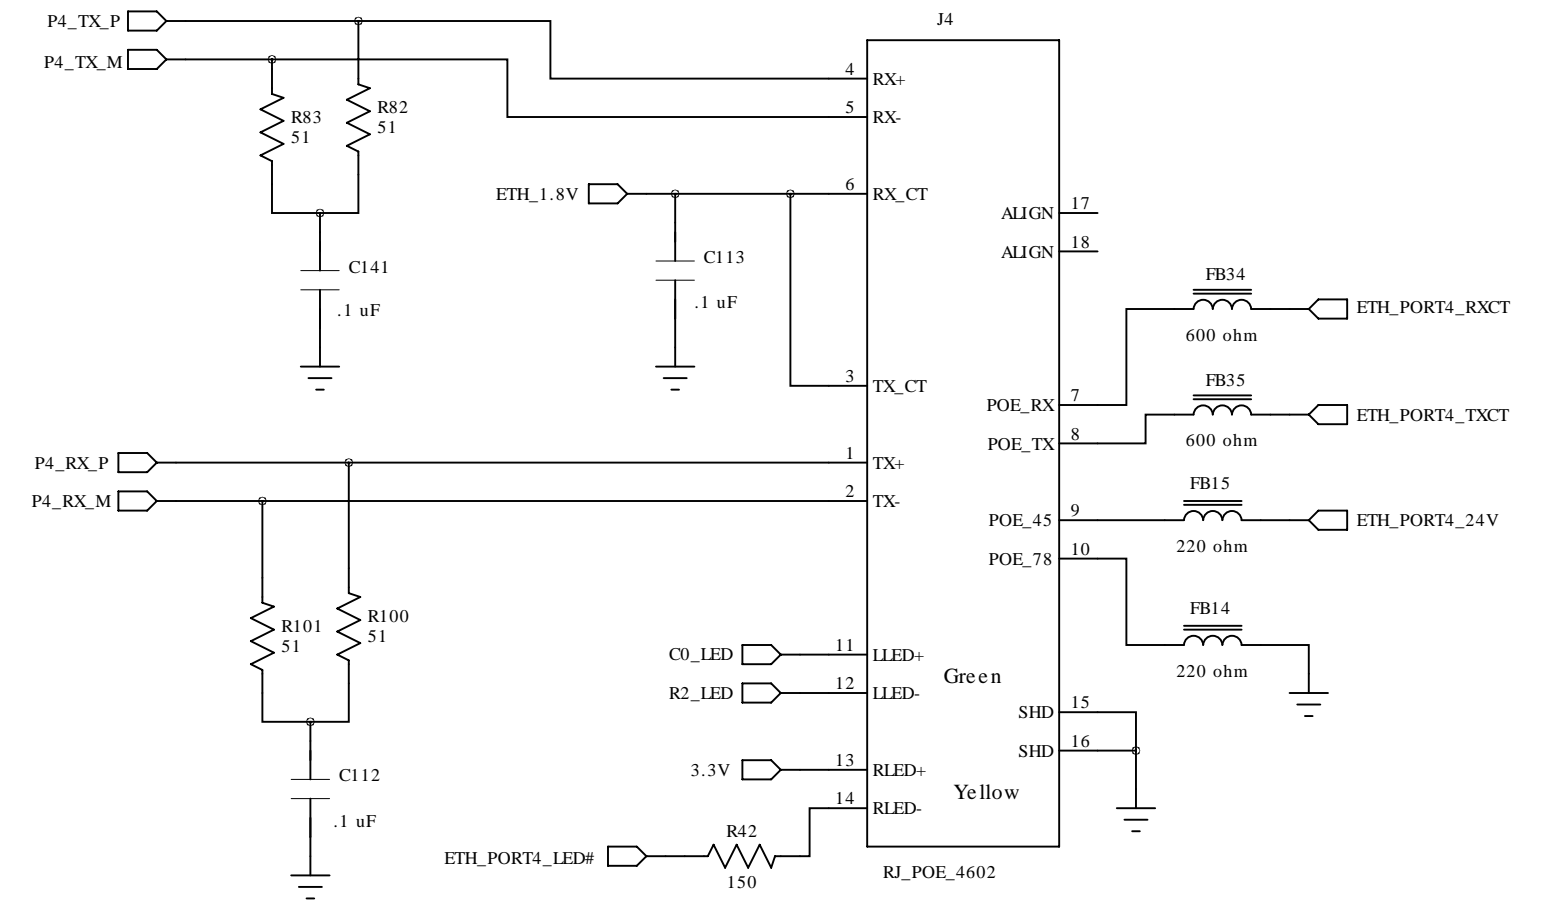 P4_TX_P
P4_TX_M
J4
4
RX+
5
RX-
R83
51
R82
51
ETH_1.8V
6
RX_CT
C141
.1 uF
C113
.1 uF
3
TX_CT
ALIGN
17
ALIGN
18
FB34
600 ohm
ETH_PORT4_RXCT
POE_RX
7
FB35
600 ohm
ETH_PORT4_TXCT
POE_TX
8
P4_RX_P
1
TX+
P4_RX_M
2
TX-
POE_45
9
FB15
220 ohm
ETH_PORT4_24V
POE_78
10
FB14
220 ohm
R101
51
R100
51
C0_LED
11
LLED+
R2_LED
12
LLED-
Green
SHD
15
SHD
16
C112
.1 uF
3.3V
13
RLED+
Yellow
14
RLED-
ETH_PORT4_LED#
R42
150
RJ_POE_4602